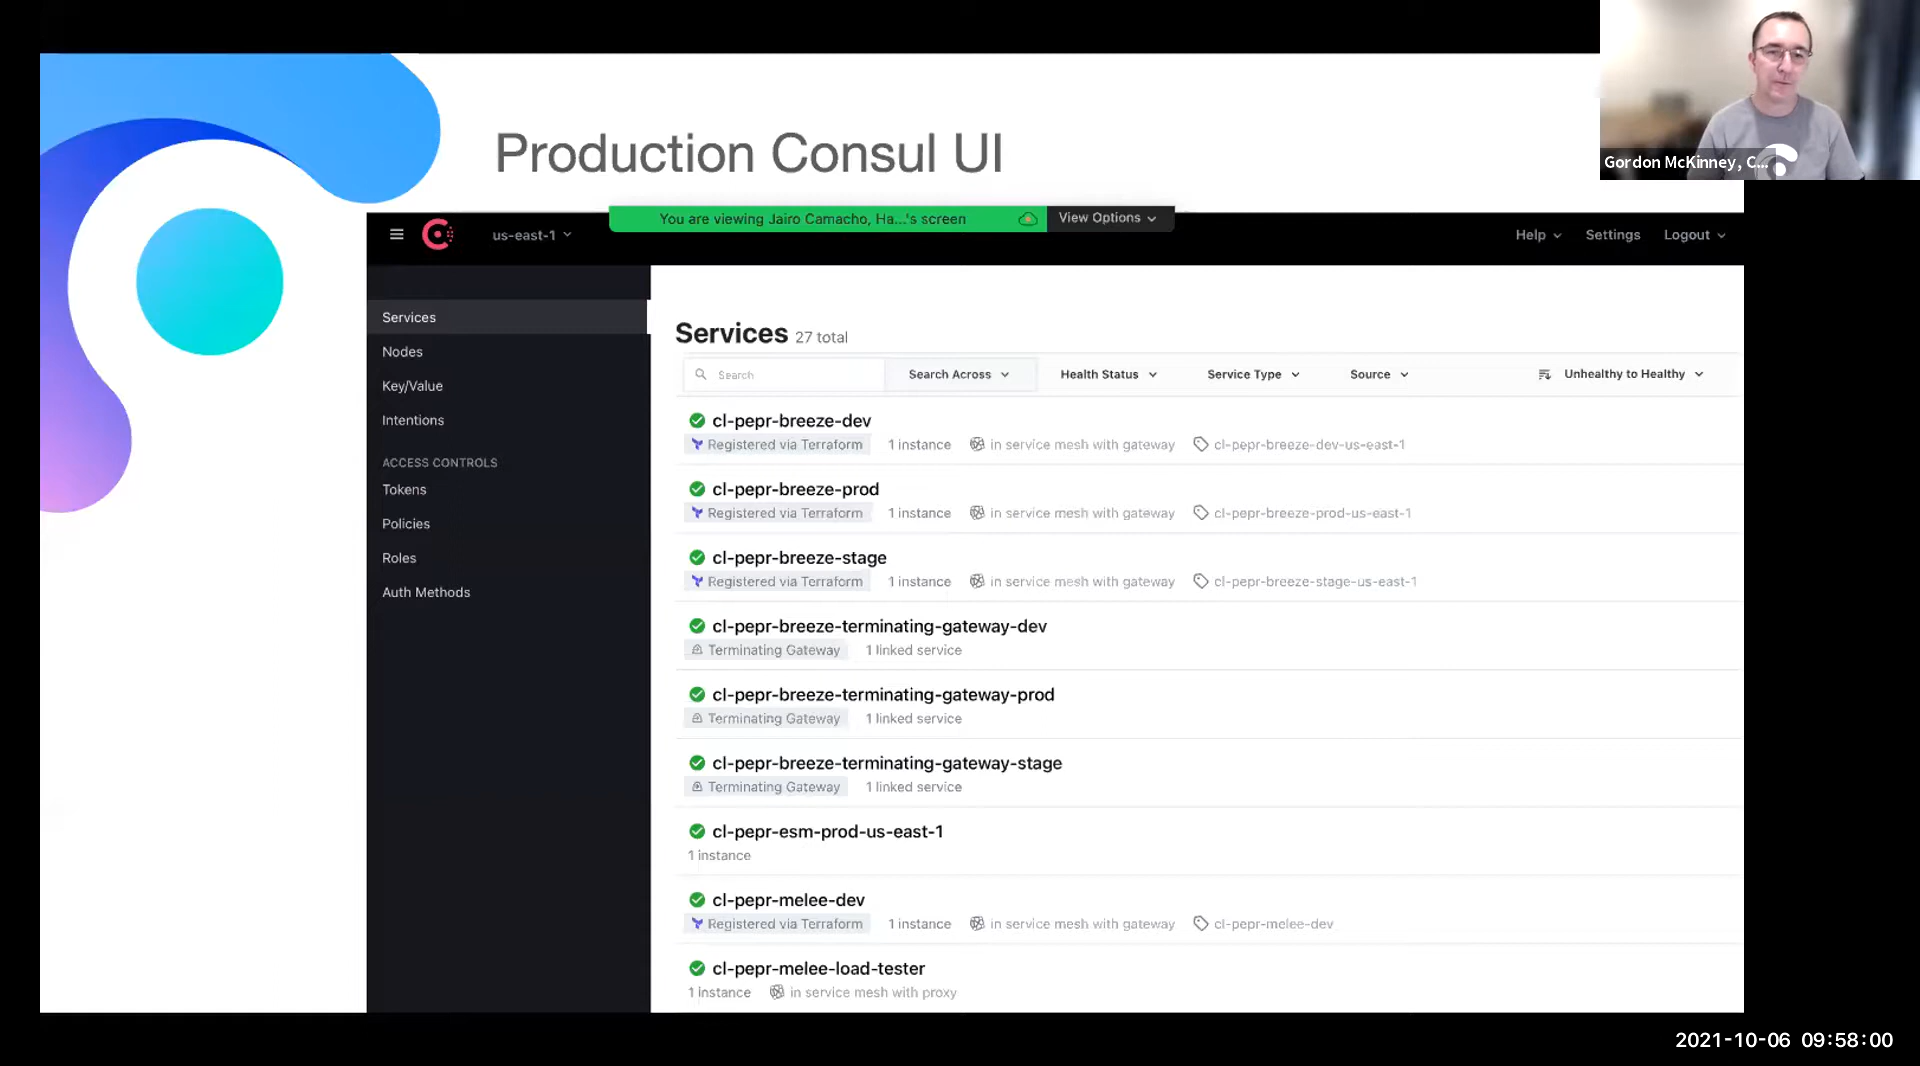 Production Consul UI
Gordon McKinney, C...
You are viewing Jairo Camacho, Ha...'s screen
View Options
us-east-1
Help
Settings
Logout
Services
Nodes
Key/Value
Intentions
ACCESS CONTROLS
Tokens
Policies
Roles
Auth Methods
Services 27 total
Search
Search Across
Health Status
Service Type
Source
Unhealthy to Healthy
cl-pepr-breeze-dev
Registered via Terraform 1 instance in service mesh with gateway cl-pepr-breeze-dev-us-east-1
cl-pepr-breeze-prod
Registered via Terraform 1 instance in service mesh with gateway cl-pepr-breeze-prod-us-east-1
cl-pepr-breeze-stage
Registered via Terraform 1 instance in service mesh with gateway cl-pepr-breeze-stage-us-east-1
cl-pepr-breeze-terminating-gateway-dev
Terminating Gateway 1 linked service
cl-pepr-breeze-terminating-gateway-prod
Terminating Gateway 1 linked service
cl-pepr-breeze-terminating-gateway-stage
Terminating Gateway 1 linked service
cl-pepr-esm-prod-us-east-1
1 instance
cl-pepr-melee-dev
Registered via Terraform 1 instance in service mesh with gateway cl-pepr-melee-dev
cl-pepr-melee-load-tester
1 instance in service mesh with proxy
2021-10-06 09:58:00